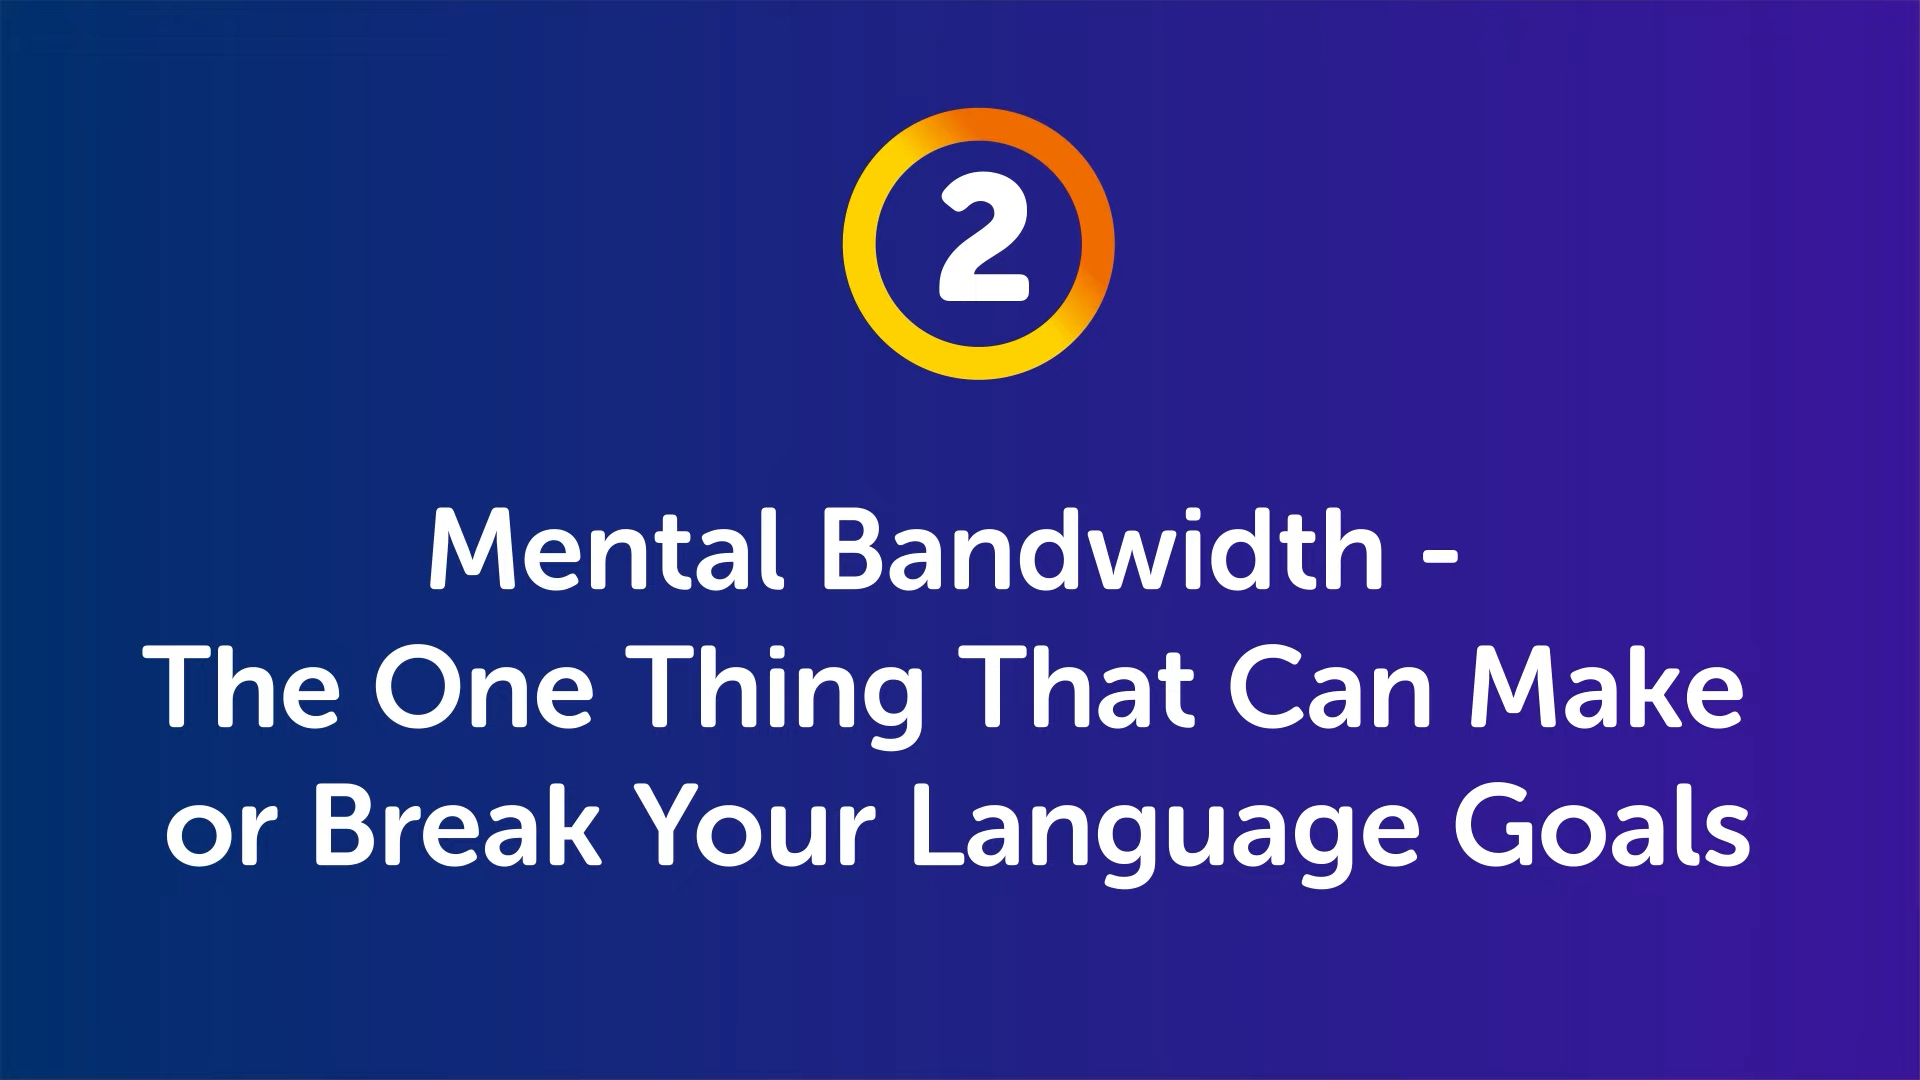 2
Mental Bandwidth -
The One Thing That Can Make
or Break Your Language Goals